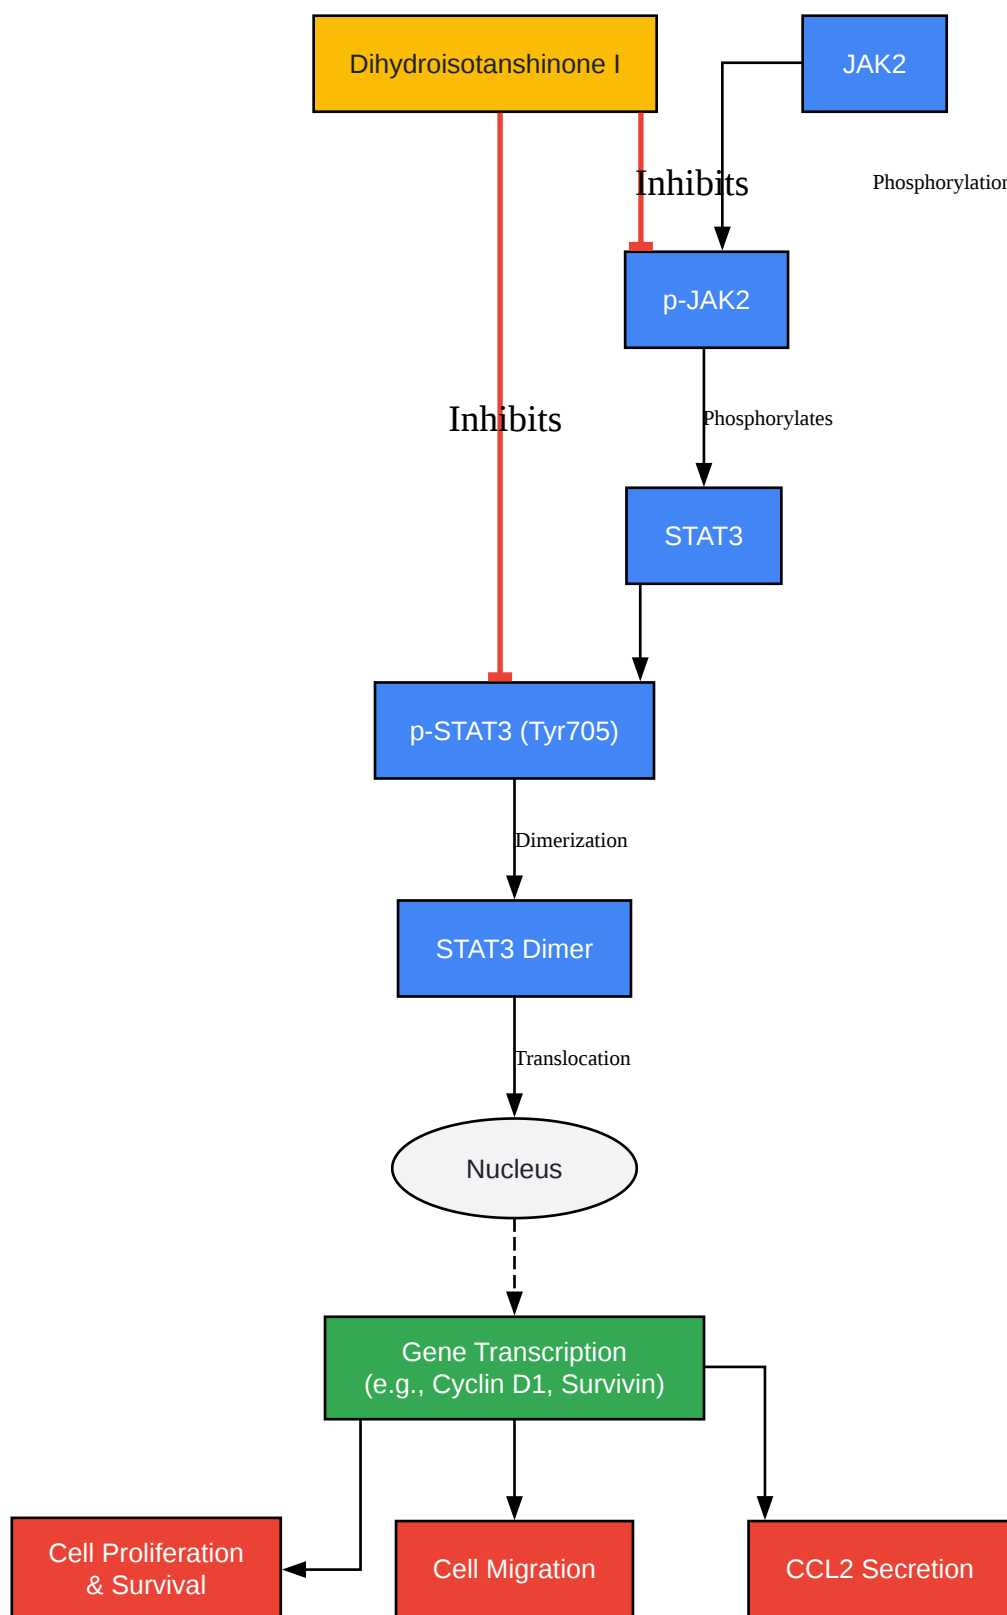 Dihydroisotanshinone I
JAK2
Inhibits
Phosphorylation
p-JAK2
Inhibits
Phosphorylates
STAT3
p-STAT3 (Tyr705)
Dimerization
STAT3 Dimer
Translocation
Nucleus
Gene Transcription
(e.g., Cyclin D1, Survivin)
Cell Proliferation
& Survival
Cell Migration
CCL2 Secretion